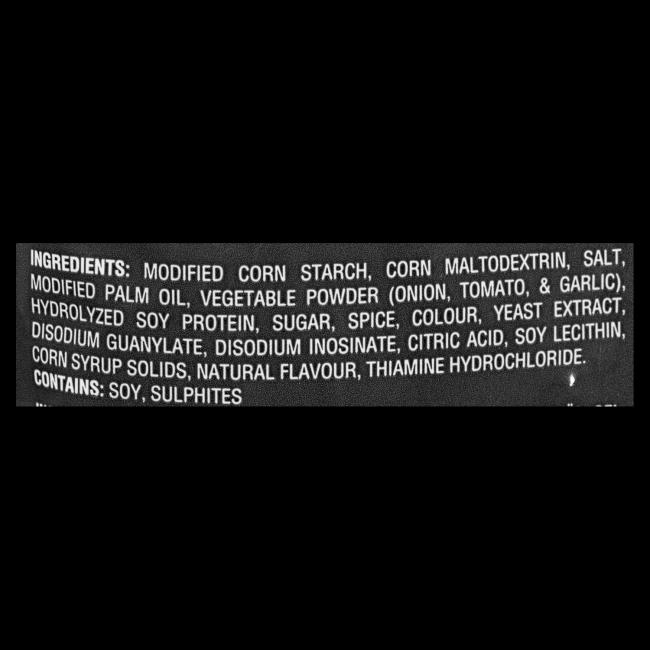 INGREDIENTS: MODIFIED CORN STARCH, CORN MALTODEXTRIN, SALT,
MODIFIED PALM OIL, VEGETABLE POWDER (ONION, TOMATO, & GARLIC),
HYDROLYZED SOY PROTEIN, SUGAR, SPICE, COLOUR, YEAST EXTRACT,
DISODIUM GUANYLATE, DISODIUM INOSINATE, CITRIC ACID, SOY LECITHIN,
CORN SYRUP SOLIDS, NATURAL FLAVOUR, THIAMINE HYDROCHLORIDE.
CONTAINS: SOY, SULPHITES